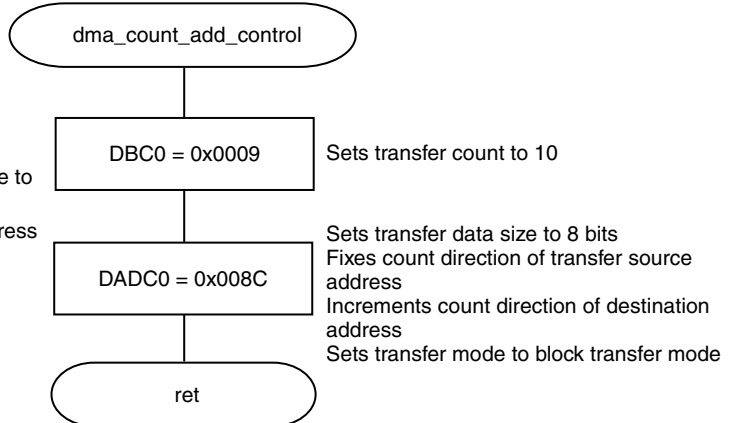 dma_count_add_control
DBC0 = 0x0009
Sets transfer count to 10
to
Sets transfer data size to 8 bits
Fixes count direction of transfer source
address
DADC0 = 0x008C
Increments count direction of destination
address
Sets transfer mode to block transfer mode
ret